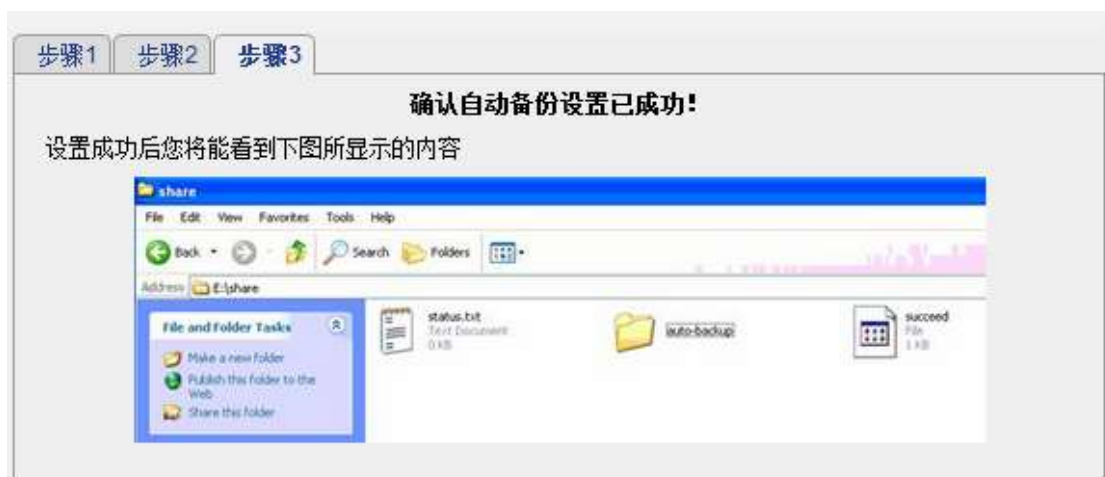 步骤1 步骤2 步骤3
确认自动备份设置已成功!
设置成功后您将能看到下图所显示的内容
share
File Edit View Favorites Tools Help
Back Search Folders
Address E:\share
File and Folder Tasks
Make a new folder
Publish this folder to the
Web
Share this folder
status.txt
Text Document
0 KB
auto-backup
succeed
File
1 KB